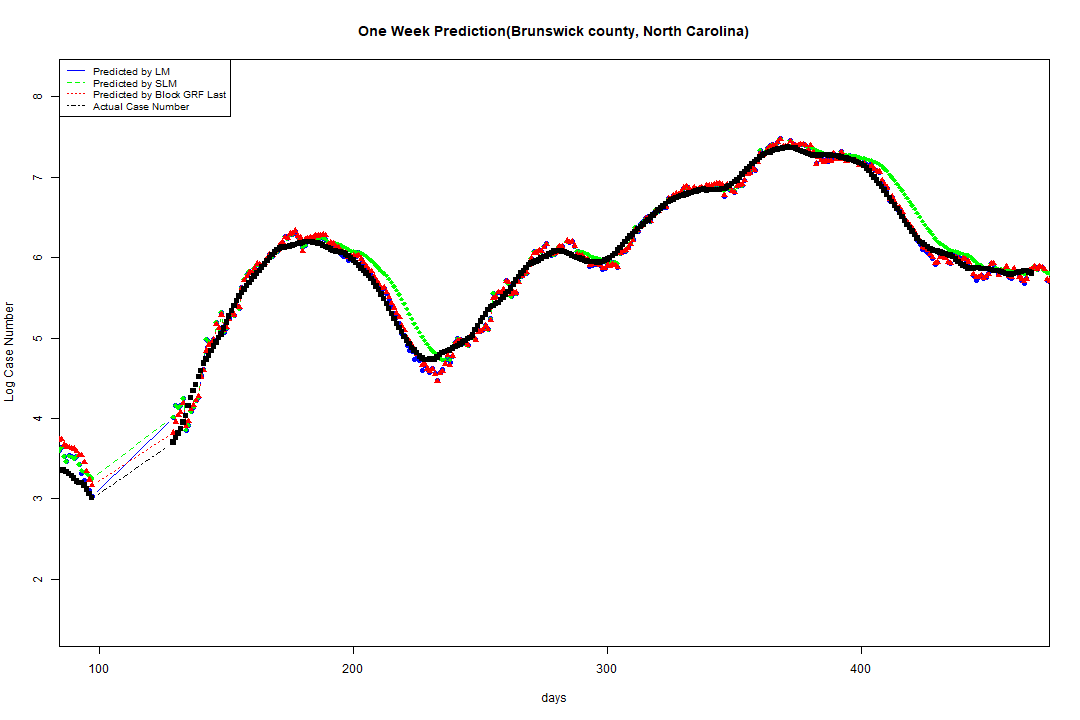 One Week Prediction(Brunswick county, North Carolina)
Predicted by LM
Predicted by SLM
Predicted by Block GRF Last
Actual Case Number
8
7
6
5
4
3
2
Log Case Number
100 200 300 400
days